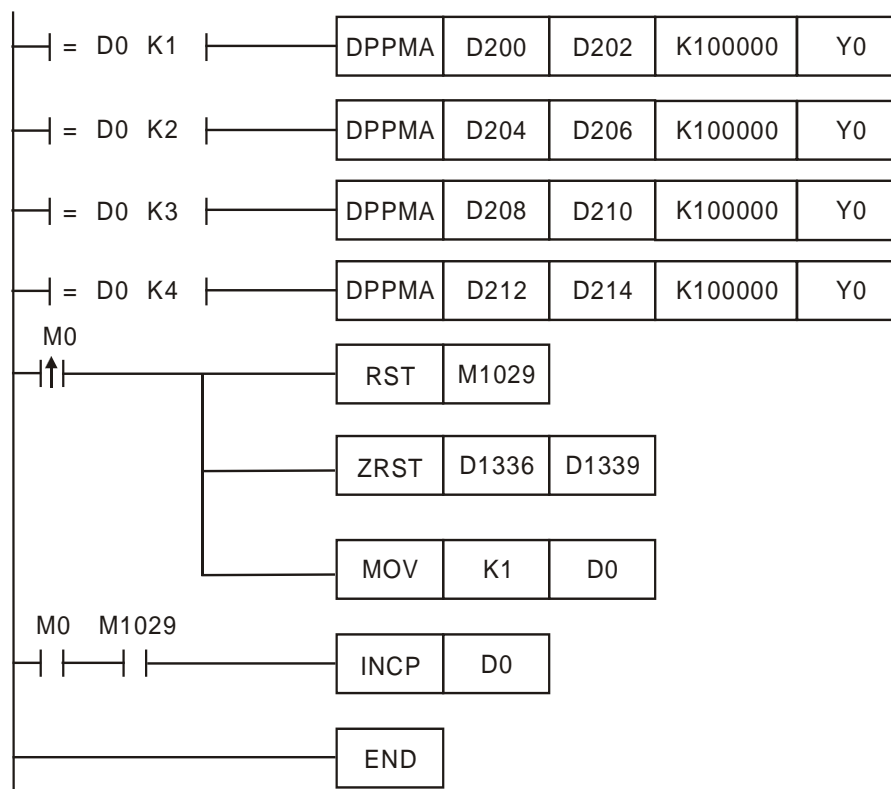 = D0 K1 DPPMA D200 D202 K100000 Y0
= D0 K2 DPPMA D204 D206 K100000 Y0
= D0 K3 DPPMA D208 D210 K100000 Y0
= D0 K4 DPPMA D212 D214 K100000 Y0
M0
RST M1029
ZRST D1336 D1339
MOV K1 D0
M0 M1029
INCP D0
END